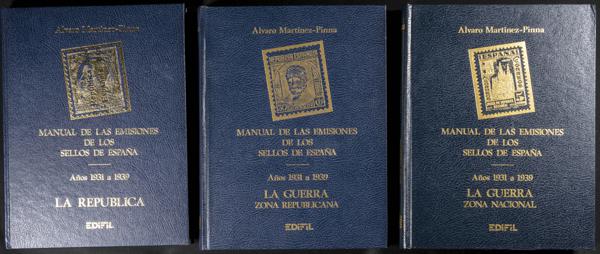 Alvaro Martínez-Pinna
MANUAL DE LAS EMISIONES
DE LOS
SELLOS DE ESPAÑA
Años 1931 a 1939
LA REPUBLICA
EDIFIL
Alvaro Martínez-Pinna
MANUAL DE LAS EMISIONES
DE LOS
SELLOS DE ESPAÑA
Años 1931 a 1939
LA GUERRA
ZONA REPUBLICANA
EDIFIL
Alvaro Martínez-Pinna
ESPAÑA
CORREOS
MANUAL DE LAS EMISIONES
DE LOS
SELLOS DE ESPAÑA
Años 1931 a 1939
LA GUERRA
ZONA NACIONAL
EDIFIL